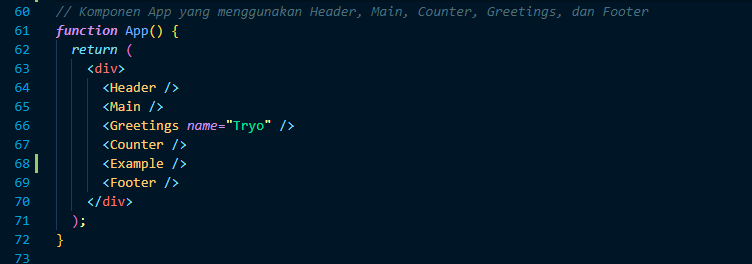 60 // Komponen App yang menggunakan Header, Main, Counter, Greetings, dan Footer
61 function App() {
62   return (
63     <div>
64       <Header />
65       <Main />
66       <Greetings name="Tryo" />
67       <Counter />
68       <Example />
69       <Footer />
70     </div>
71   );
72 }
73